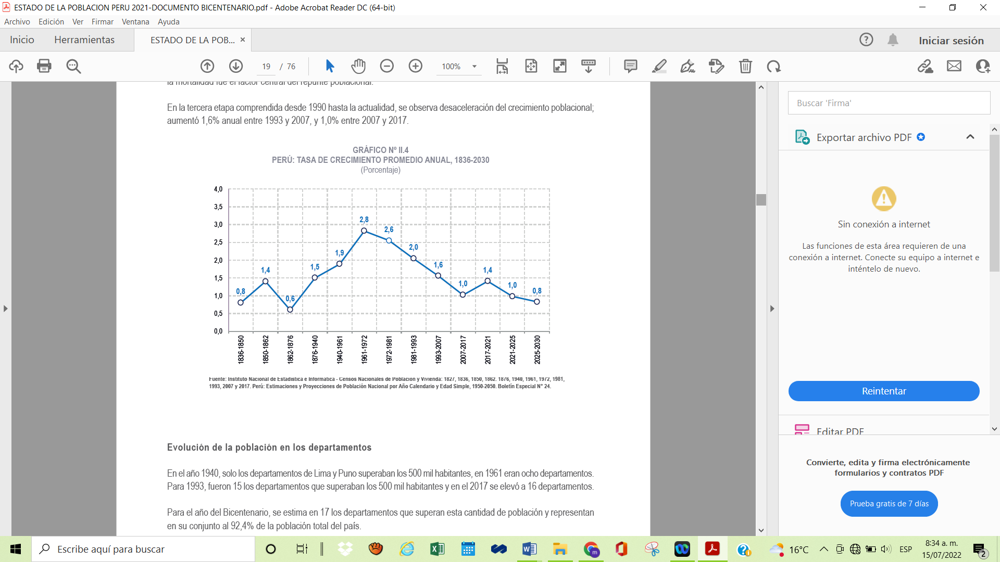 ESTADO DE LA POBLACION PERU 2021-DOCUMENTO BICENTENARIO.pdf - Adobe Acrobat Reader DC (64-bit)
Archivo Edición Ver Firmar Ventana Ayuda
Inicio Herramientas ESTADO DE LA POB... × Iniciar sesión
19 / 76 100%
la mortalidad fue el factor central del repunte poblacional.
En la tercera etapa comprendida desde 1990 hasta la actualidad, se observa desaceleración del crecimiento poblacional;
aumentó 1,6% anual entre 1993 y 2007, y 1,0% entre 2007 y 2017.
GRÁFICO Nº II.4
PERÚ: TASA DE CRECIMIENTO PROMEDIO ANUAL, 1836-2030
(Porcentaje)
4,0
3,5
3,0
2,5
2,0
1,5
1,0
0,5
0,0
0,8
1,4
0,6
1,5
1,9
2,8
2,6
2,0
1,6
1,0
1,4
1,0
0,8
1836-1850
1850-1862
1862-1876
1876-1940
1940-1961
1961-1972
1972-1981
1981-1993
1993-2007
2007-2017
2017-2021
2021-2025
2025-2030
Fuente: Instituto Nacional de Estadística e Informática - Censos Nacionales de Población y Vivienda: 1827, 1836, 1850, 1862. 1876, 1940, 1961, 1972, 1981,
1993, 2007 y 2017. Perú: Estimaciones y Proyecciones de Población Nacional por Año Calendario y Edad Simple, 1950-2050. Boletín Especial N° 24.
Evolución de la población en los departamentos
En el año 1940, solo los departamentos de Lima y Puno superaban los 500 mil habitantes, en 1961 eran ocho departamentos.
Para 1993, fueron 15 los departamentos que superaban los 500 mil habitantes y en el 2017 se elevó a 16 departamentos.
Para el año del Bicentenario, se estima en 17 los departamentos que superan esta cantidad de población y representan
en su conjunto al 92,4% de la población total del país.
Buscar 'Firma'
Exportar archivo PDF
Sin conexión a internet
Las funciones de esta área requieren de una
conexión a internet. Conecte su equipo a internet e
inténtelo de nuevo.
Reintentar
Editar PDF
Convierte, edita y firma electrónicamente
formularios y contratos PDF
Prueba gratis de 7 días
Escribe aquí para buscar
16°C
ESP
8:34 a. m.
15/07/2022
2